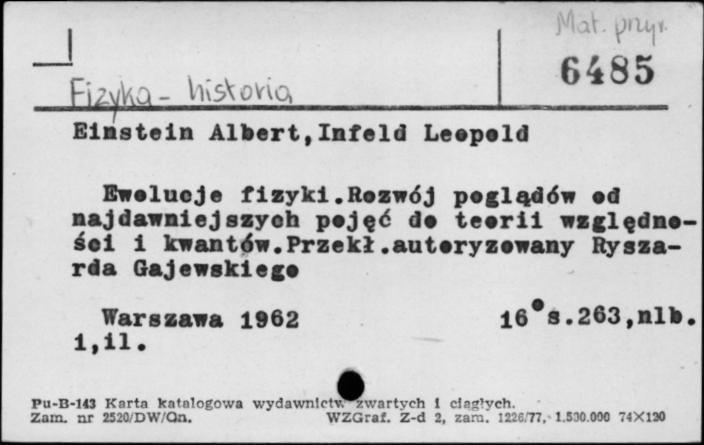 Mat. przyr.
6485
Fizyka - historia
Einstein Albert,Infeld Leopold
Ewolucje fizyki.Rozwój poglądów od
najdawniejszych pojęć do teorii względno-
ści i kwantów.Przekł.autoryzowany Rysza-
rda Gajewskiego
Warszawa 1962 16°s.263,nlb.
1,il.
Pu-B-143 Karta katalogowa wydawnictw zwartych i ciągłych.
Zam. nr 2520/DW/Qn. WZGraf. Z-d 2, zam. 1226/77, 1.530.000 74X120